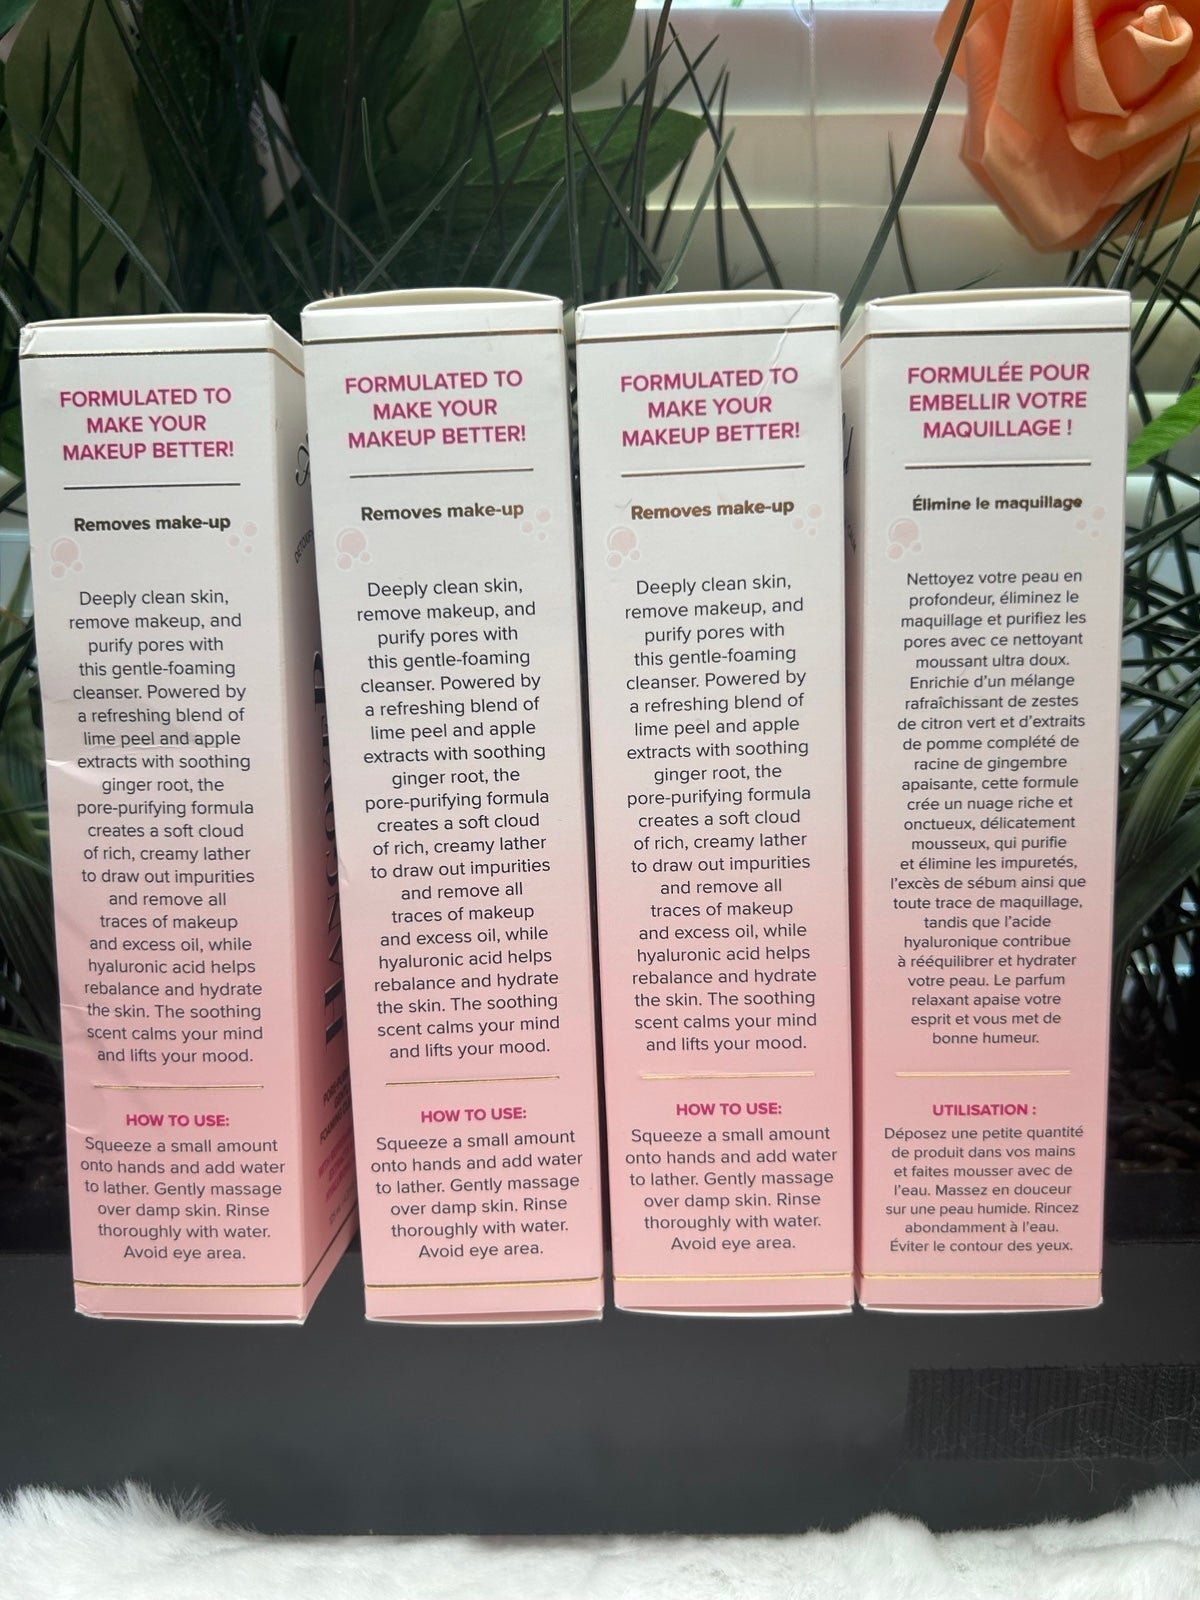 FORMULATED TO
MAKE YOUR
MAKEUP BETTER!
Removes make-up
Deeply clean skin,
remove makeup, and
purify pores with
this gentle-foaming
cleanser. Powered by
a refreshing blend of
lime peel and apple
extracts with soothing
ginger root, the
pore-purifying formula
creates a soft cloud
of rich, creamy lather
to draw out impurities
and remove all
traces of makeup
and excess oil, while
hyaluronic acid helps
rebalance and hydrate
the skin. The soothing
scent calms your mind
and lifts your mood.
HOW TO USE:
Squeeze a small amount
onto hands and add water
to lather. Gently massage
over damp skin. Rinse
thoroughly with water.
Avoid eye area.
HANGOVER
FORMULATED TO
MAKE YOUR
MAKEUP BETTER!
Removes make-up
Deeply clean skin,
remove makeup, and
purify pores with
this gentle-foaming
cleanser. Powered by
a refreshing blend of
lime peel and apple
extracts with soothing
ginger root, the
pore-purifying formula
creates a soft cloud
of rich, creamy lather
to draw out impurities
and remove all
traces of makeup
and excess oil, while
hyaluronic acid helps
rebalance and hydrate
the skin. The soothing
scent calms your mind
and lifts your mood.
HOW TO USE:
Squeeze a small amount
onto hands and add water
to lather. Gently massage
over damp skin. Rinse
thoroughly with water.
Avoid eye area.
FORMULATED TO
MAKE YOUR
MAKEUP BETTER!
Removes make-up
Deeply clean skin,
remove makeup, and
purify pores with
this gentle-foaming
cleanser. Powered by
a refreshing blend of
lime peel and apple
extracts with soothing
ginger root, the
pore-purifying formula
creates a soft cloud
of rich, creamy lather
to draw out impurities
and remove all
traces of makeup
and excess oil, while
hyaluronic acid helps
rebalance and hydrate
the skin. The soothing
scent calms your mind
and lifts your mood.
HOW TO USE:
Squeeze a small amount
onto hands and add water
to lather. Gently massage
over damp skin. Rinse
thoroughly with water.
Avoid eye area.
FORMULÉE POUR
EMBELLIR VOTRE
MAQUILLAGE !
Élimine le maquillage
Nettoyez votre peau en
profondeur, éliminez le
maquillage et purifiez les
pores avec ce nettoyant
moussant ultra doux.
Enrichie d'un mélange
rafraîchissant de zestes
de citron vert et d'extraits
de pomme complété de
racine de gingembre
apaisante, cette formule
crée un nuage riche et
onctueux, délicatement
mousseux, qui purifie
et élimine les impuretés,
l'excès de sébum ainsi que
toute trace de maquillage,
tandis que l'acide
hyaluronique contribue
à rééquilibrer et hydrater
votre peau. Le parfum
relaxant apaise votre
esprit et vous met de
bonne humeur.
UTILISATION :
Déposez une petite quantité
de produit dans vos mains
et faites mousser avec de
l'eau. Massez en douceur
sur une peau humide. Rincez
abondamment à l'eau.
Éviter le contour des yeux.